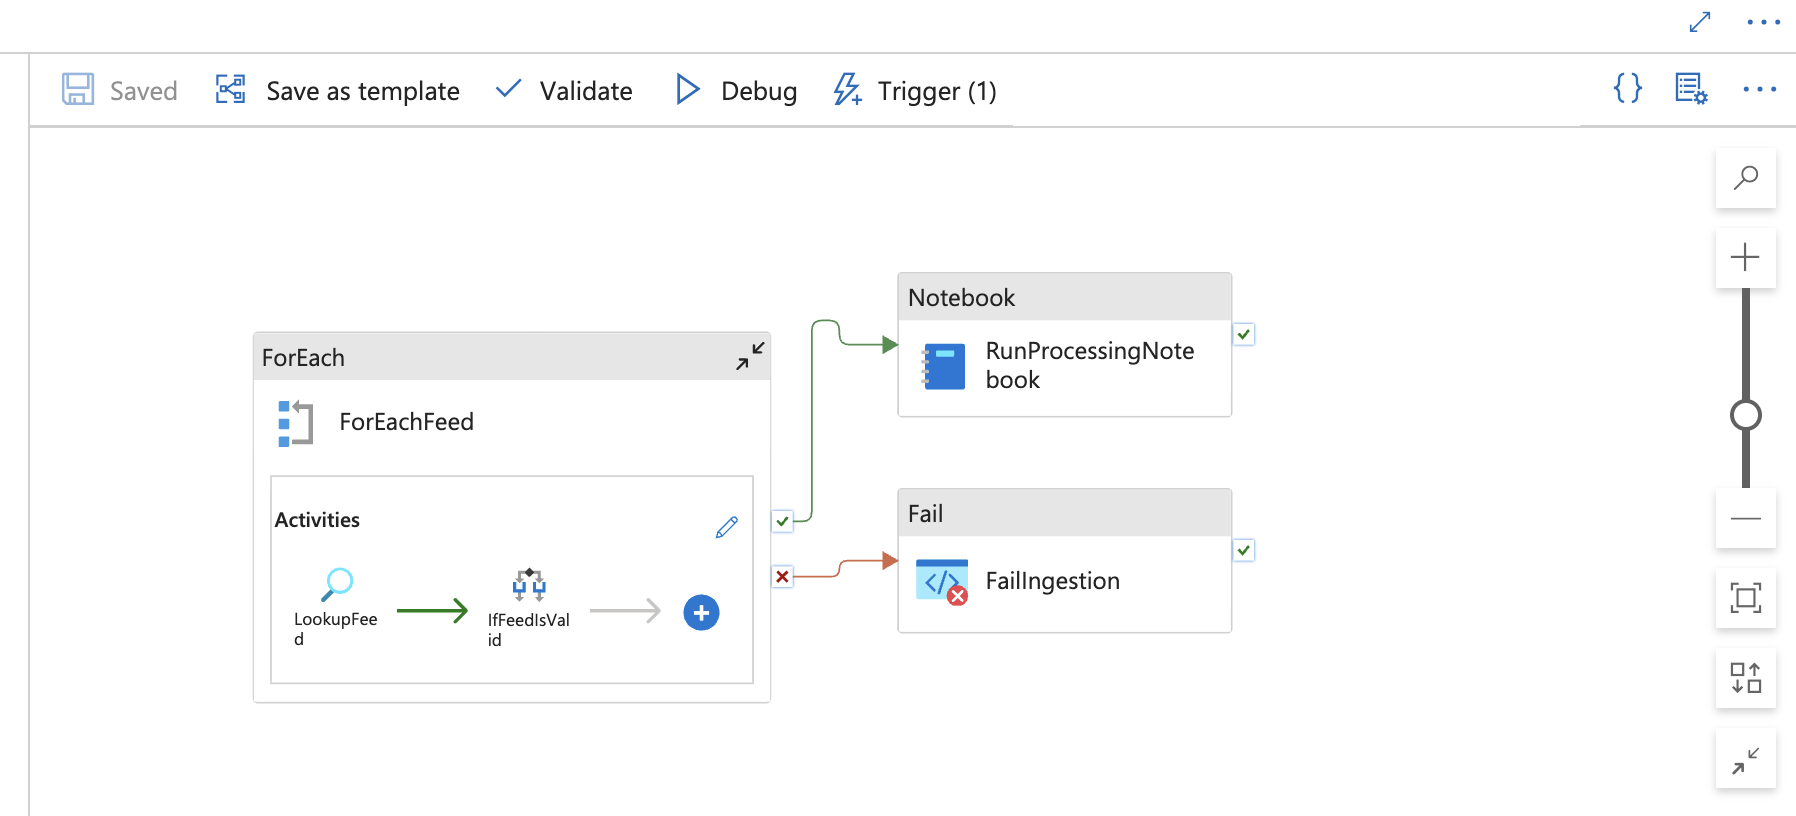 Saved
Save as template
Validate
Debug
Trigger (1)
Notebook
RunProcessingNote
book
ForEach
ForEachFeed
Activities
LookupFee
d
IfFeedIsVal
id
Fail
FailIngestion